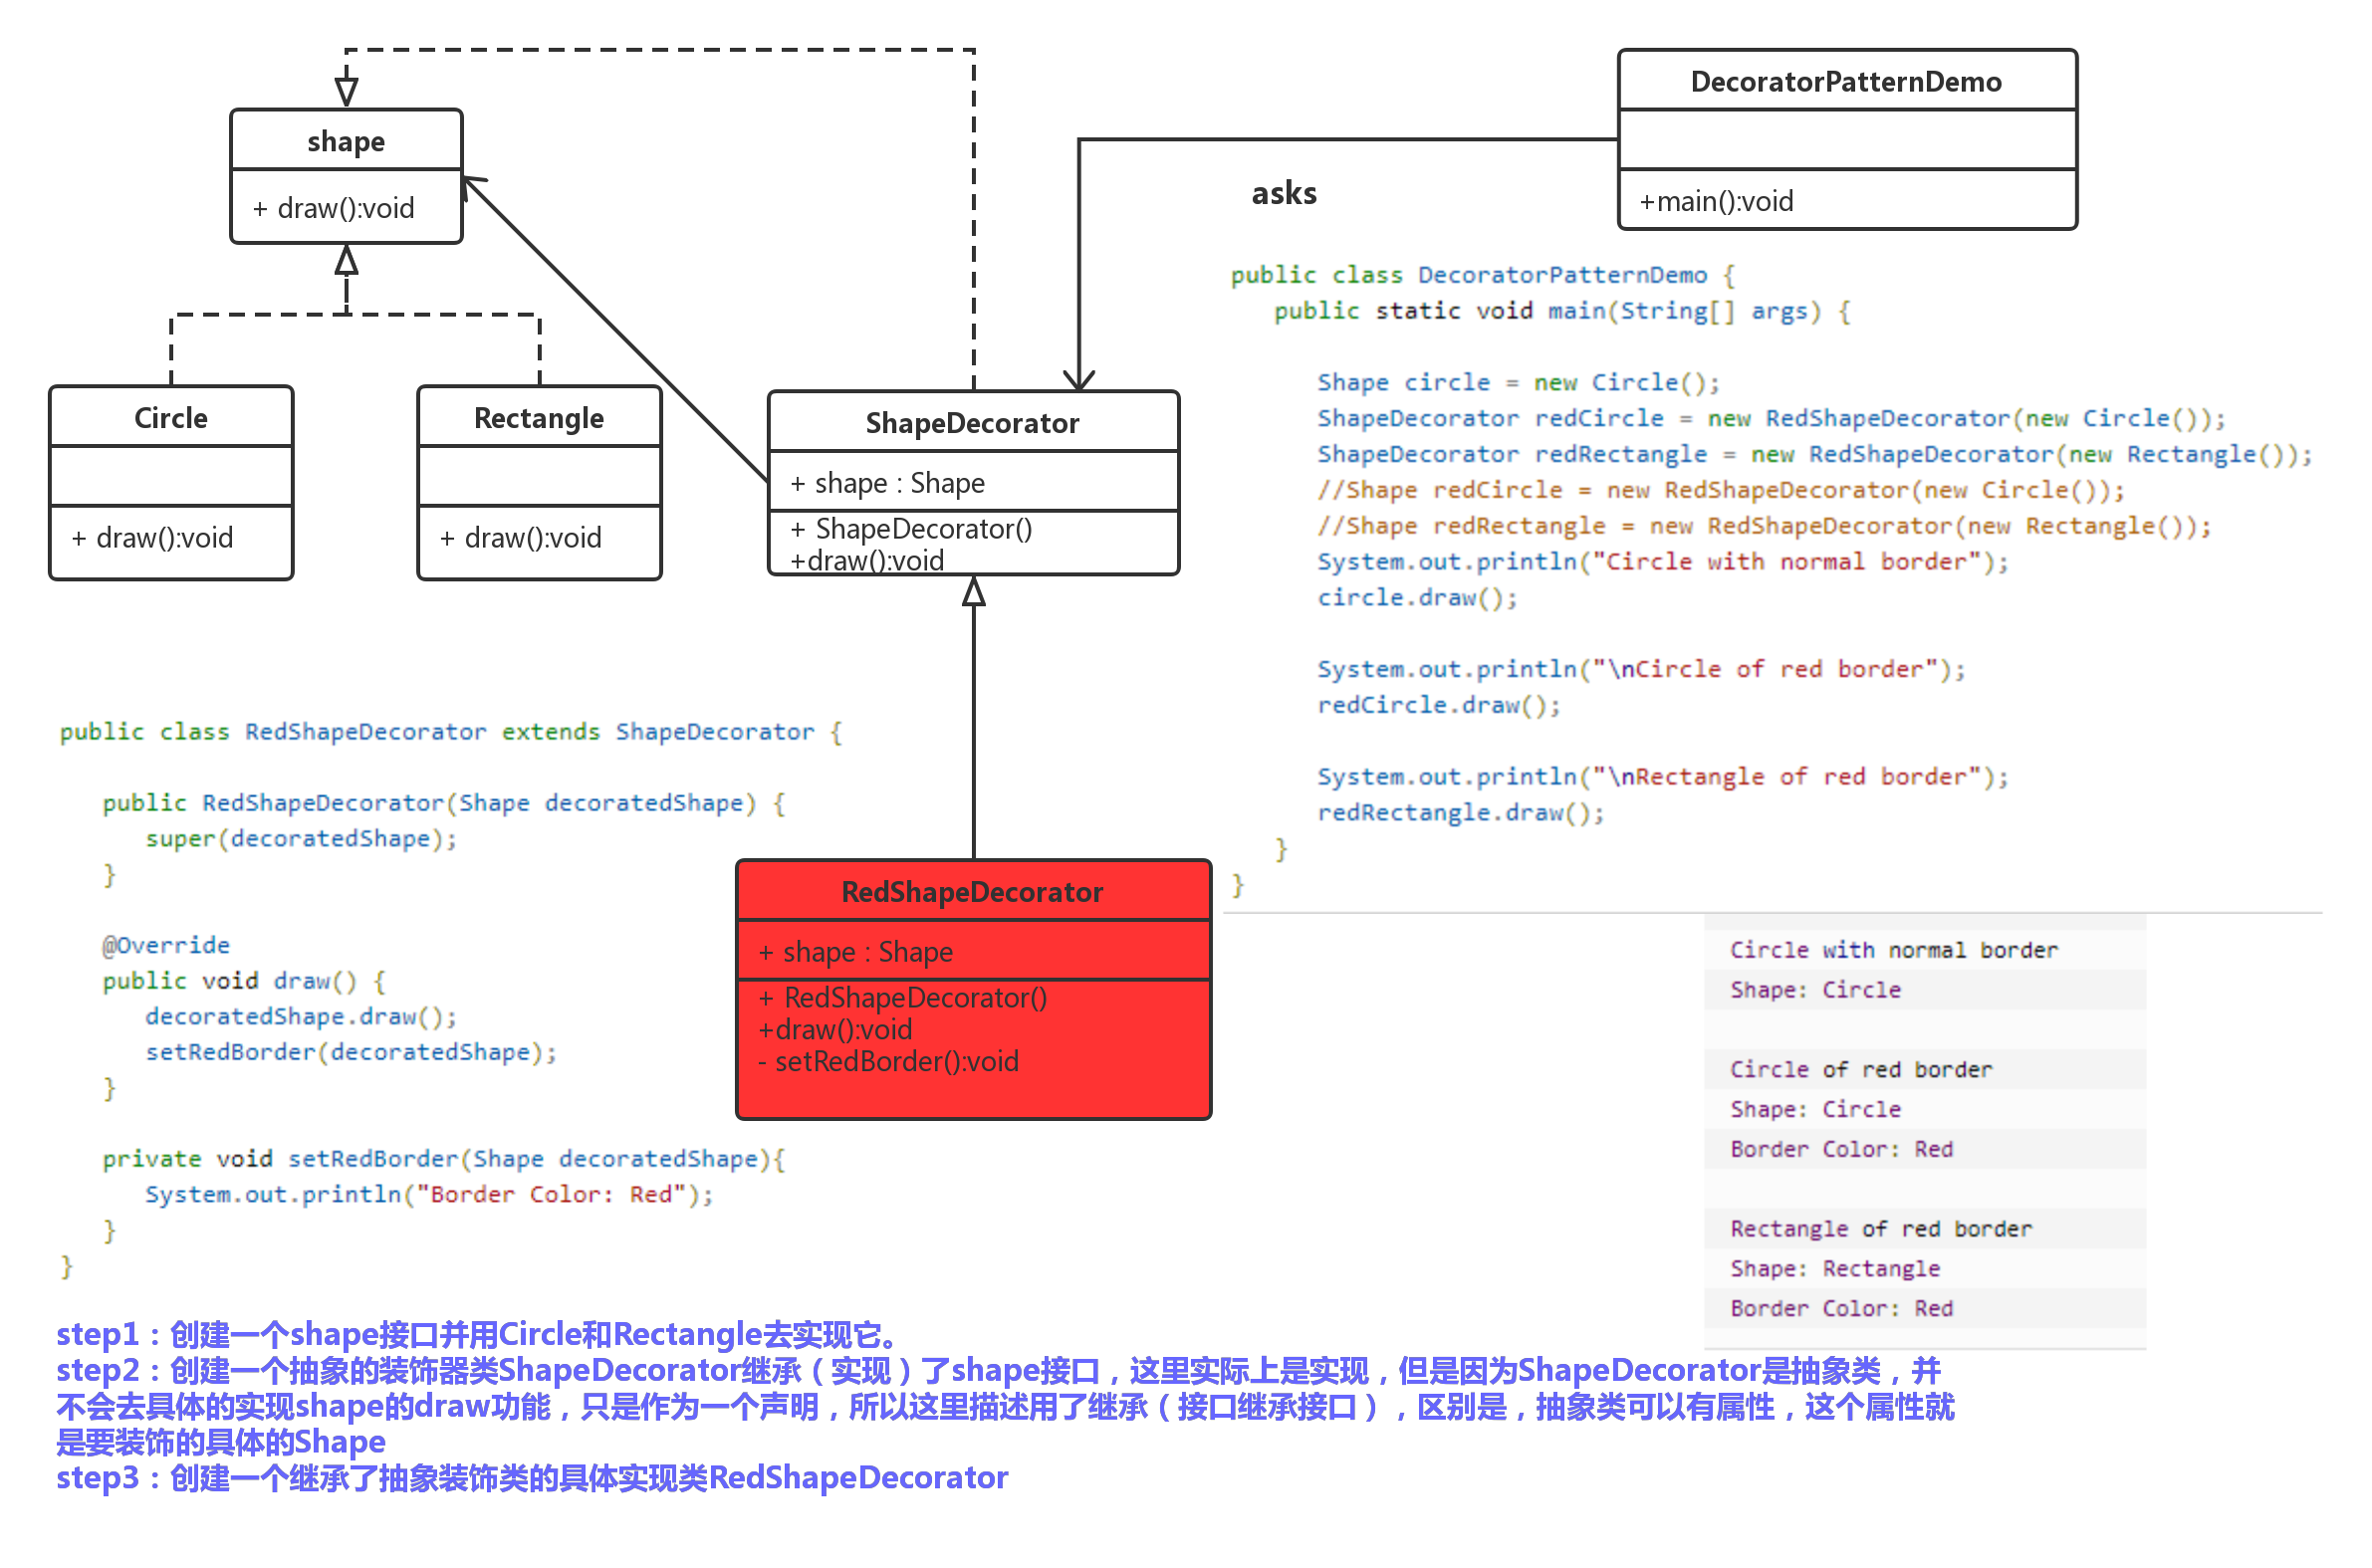 shape
+ draw():void
Circle
+ draw():void
Rectangle
+ draw():void
ShapeDecorator
+ shape : Shape
+ ShapeDecorator()
+draw():void
asks
DecoratorPatternDemo
+main():void
public class DecoratorPatternDemo {
public static void main(String[] args) {
Shape circle = new Circle();
ShapeDecorator redCircle = new RedShapeDecorator(new Circle());
ShapeDecorator redRectangle = new RedShapeDecorator(new Rectangle());
//Shape redCircle = new RedShapeDecorator(new Circle());
//Shape redRectangle = new RedShapeDecorator(new Rectangle());
System.out.println("Circle with normal border");
circle.draw();
System.out.println("\nCircle of red border");
redCircle.draw();
System.out.println("\nRectangle of red border");
redRectangle.draw();
}
}
public class RedShapeDecorator extends ShapeDecorator {
public RedShapeDecorator(Shape decoratedShape) {
super(decoratedShape);
}
@Override
public void draw() {
decoratedShape.draw();
setRedBorder(decoratedShape);
}
private void setRedBorder(Shape decoratedShape){
System.out.println("Border Color: Red");
}
}
RedShapeDecorator
+ shape : Shape
+ RedShapeDecorator()
+draw():void
- setRedBorder():void
Circle with normal border
Shape: Circle
Circle of red border
Shape: Circle
Border Color: Red
Rectangle of red border
Shape: Rectangle
Border Color: Red
step1：创建一个shape接口并用Circle和Rectangle去实现它。
step2：创建一个抽象的装饰器类ShapeDecorator继承（实现）了shape接口，这里实际上是实现，但是因为ShapeDecorator是抽象类，并
不会去具体的实现shape的draw功能，只是作为一个声明，所以这里描述用了继承（接口继承接口），区别是，抽象类可以有属性，这个属性就
是要装饰的具体的Shape
step3：创建一个继承了抽象装饰类的具体实现类RedShapeDecorator